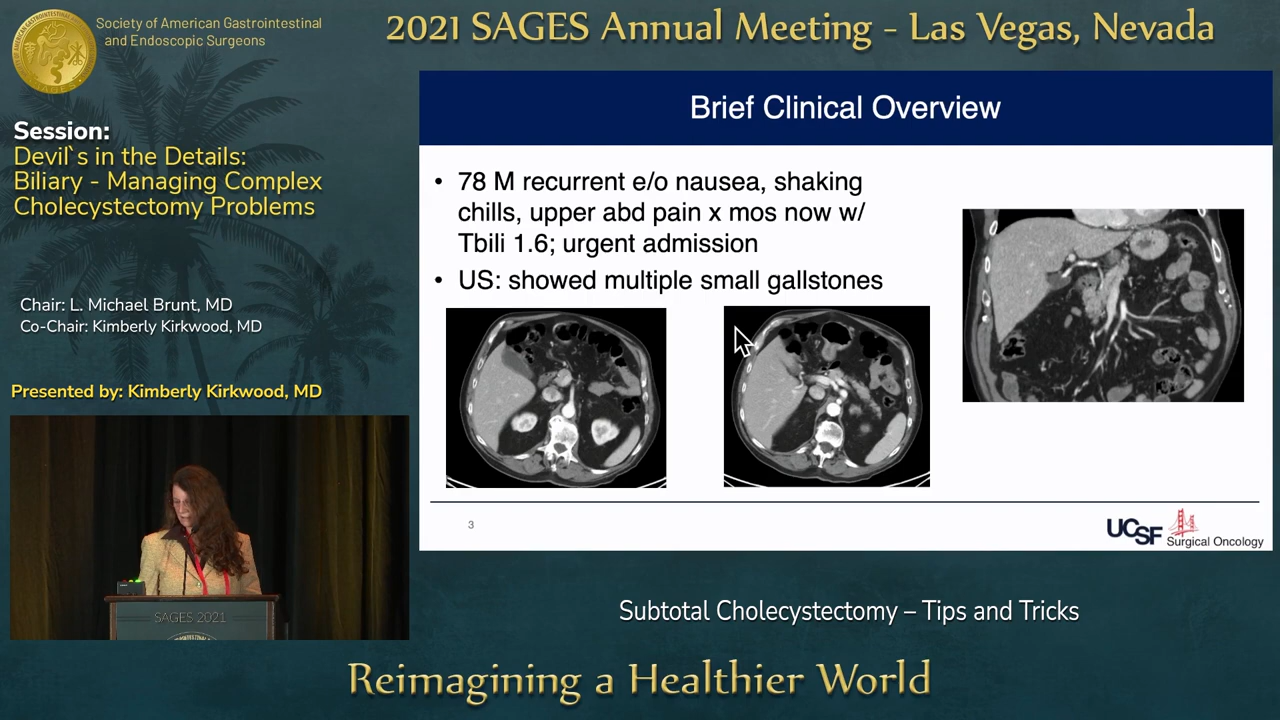 Society of American Gastrointestinal
and Endoscopic Surgeons
2021 SAGES Annual Meeting - Las Vegas, Nevada
Session:
Devil`s in the Details:
Biliary - Managing Complex
Cholecystectomy Problems
Chair: L. Michael Brunt, MD
Co-Chair: Kimberly Kirkwood, MD
Presented by: Kimberly Kirkwood, MD
SAGES 2021
Brief Clinical Overview
• 78 M recurrent e/o nausea, shaking
chills, upper abd pain x mos now w/
Tbili 1.6; urgent admission
• US: showed multiple small gallstones
3
UCSF Surgical Oncology
Subtotal Cholecystectomy – Tips and Tricks
Reimagining a Healthier World